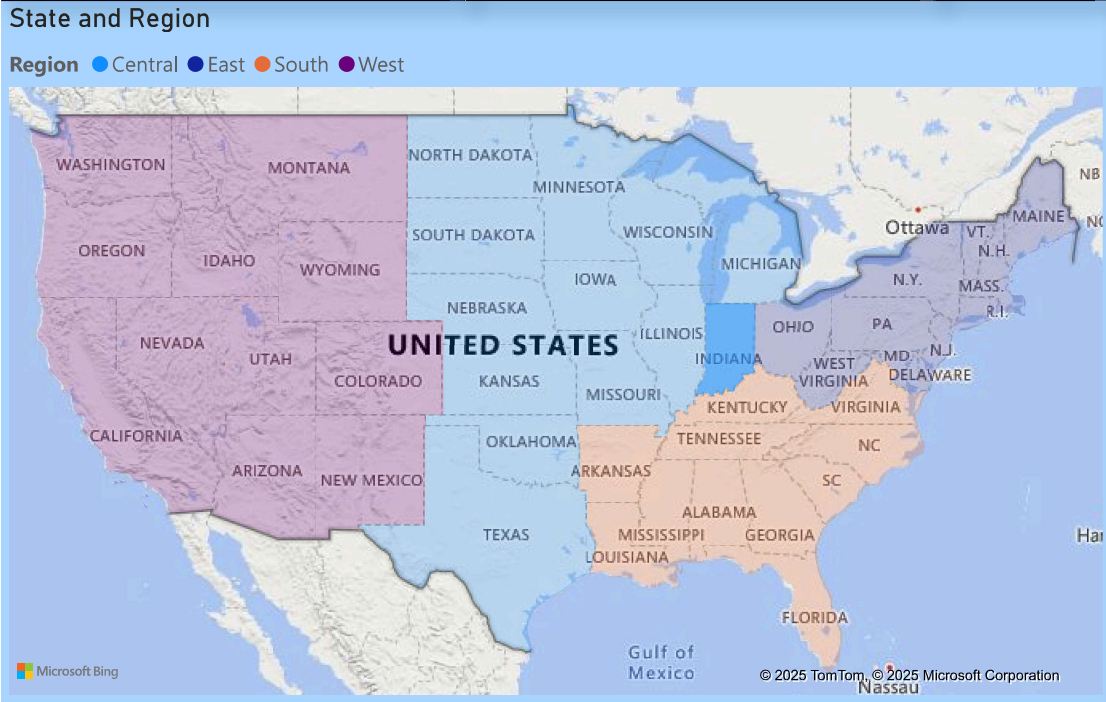 State and Region
Region Central East South West
WASHINGTON
MONTANA
NORTH DAKOTA
MINNESOTA
NB
Ottawa
MAINE
VT.
N.H.
OREGON
IDAHO
WYOMING
SOUTH DAKOTA
WISCONSIN
MICHIGAN
IOWA
N.Y.
MASS.
R.I.
NEBRASKA
NEVADA
UTAH
UNITED STATES
ILLINOIS
INDIANA
OHIO
PA
N.J.
MD.
DELAWARE
WEST
VIRGINIA
COLORADO
KANSAS
MISSOURI
KENTUCKY
VIRGINIA
CALIFORNIA
OKLAHOMA
TENNESSEE
NC
ARIZONA
NEW MEXICO
ARKANSAS
SC
ALABAMA
TEXAS
MISSISSIPPI
GEORGIA
LOUISIANA
FLORIDA
Gulf of
Mexico
Microsoft Bing
© 2025 TomTom, © 2025 Microsoft Corporation
Nassau